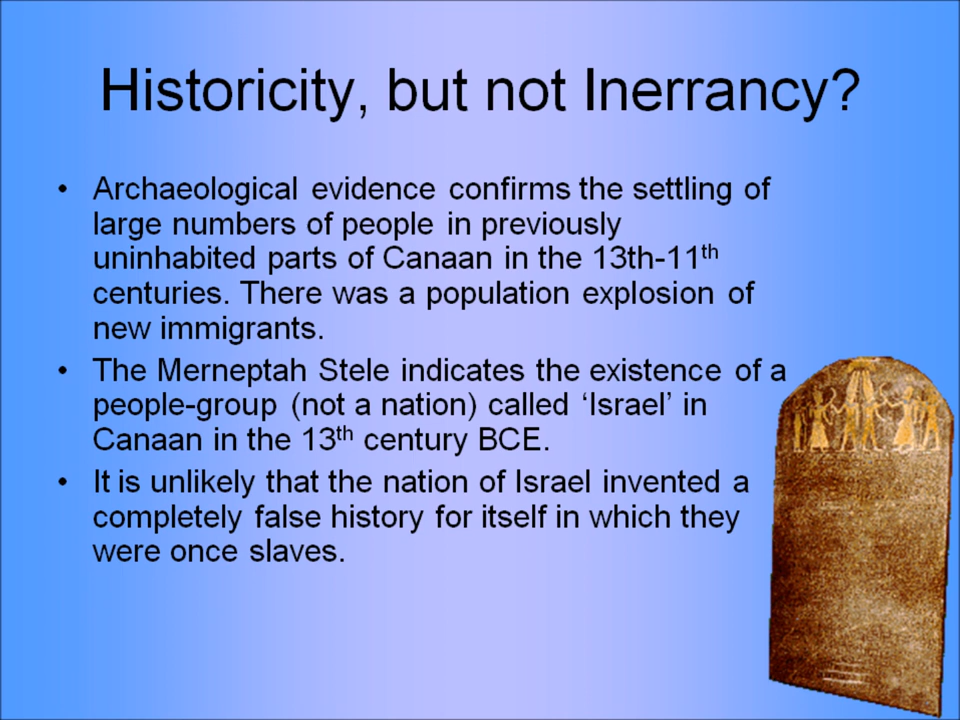 Historicity, but not Inerrancy?
• Archaeological evidence confirms the settling of
large numbers of people in previously
uninhabited parts of Canaan in the 13th-11th
centuries. There was a population explosion of
new immigrants.
• The Merneptah Stele indicates the existence of a
people-group (not a nation) called ‘Israel’ in
Canaan in the 13th century BCE.
• It is unlikely that the nation of Israel invented a
completely false history for itself in which they
were once slaves.